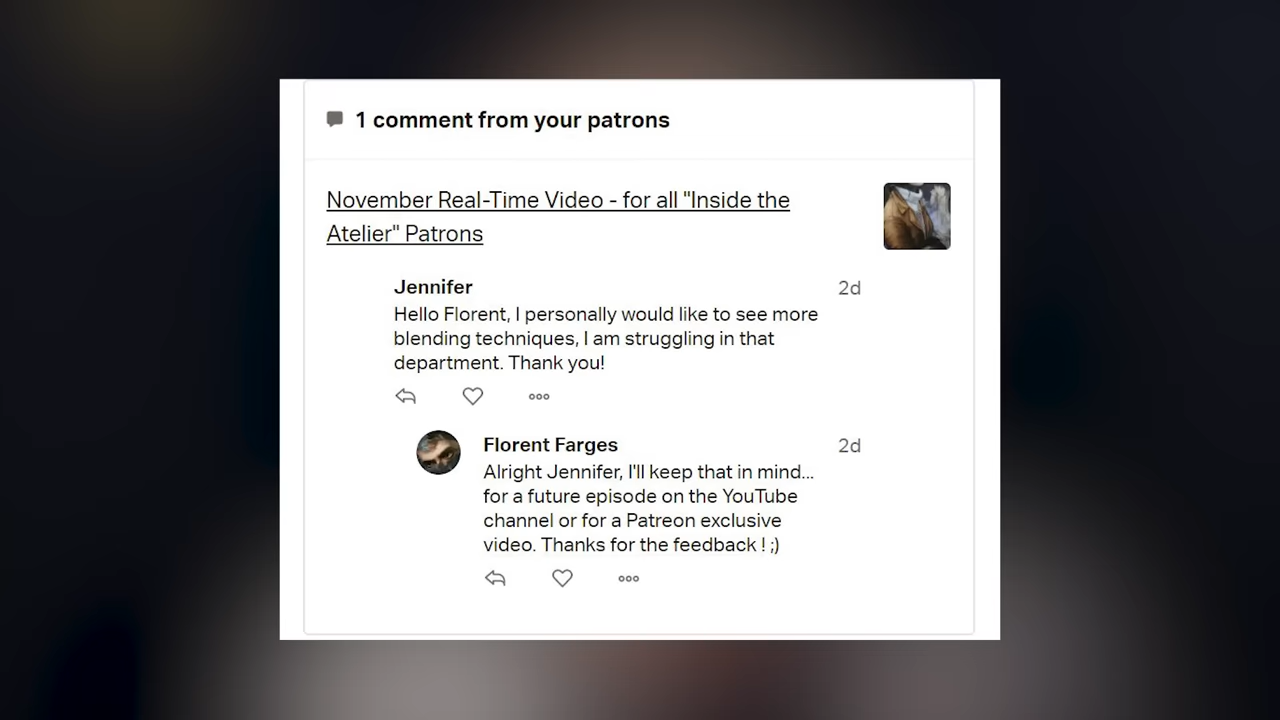 1 comment from your patrons
November Real-Time Video - for all "Inside the
Atelier" Patrons
Jennifer
2d
Hello Florent, I personally would like to see more
blending techniques, I am struggling in that
department. Thank you!
Florent Farges
2d
Alright Jennifer, I'll keep that in mind...
for a future episode on the YouTube
channel or for a Patreon exclusive
video. Thanks for the feedback ! ;)